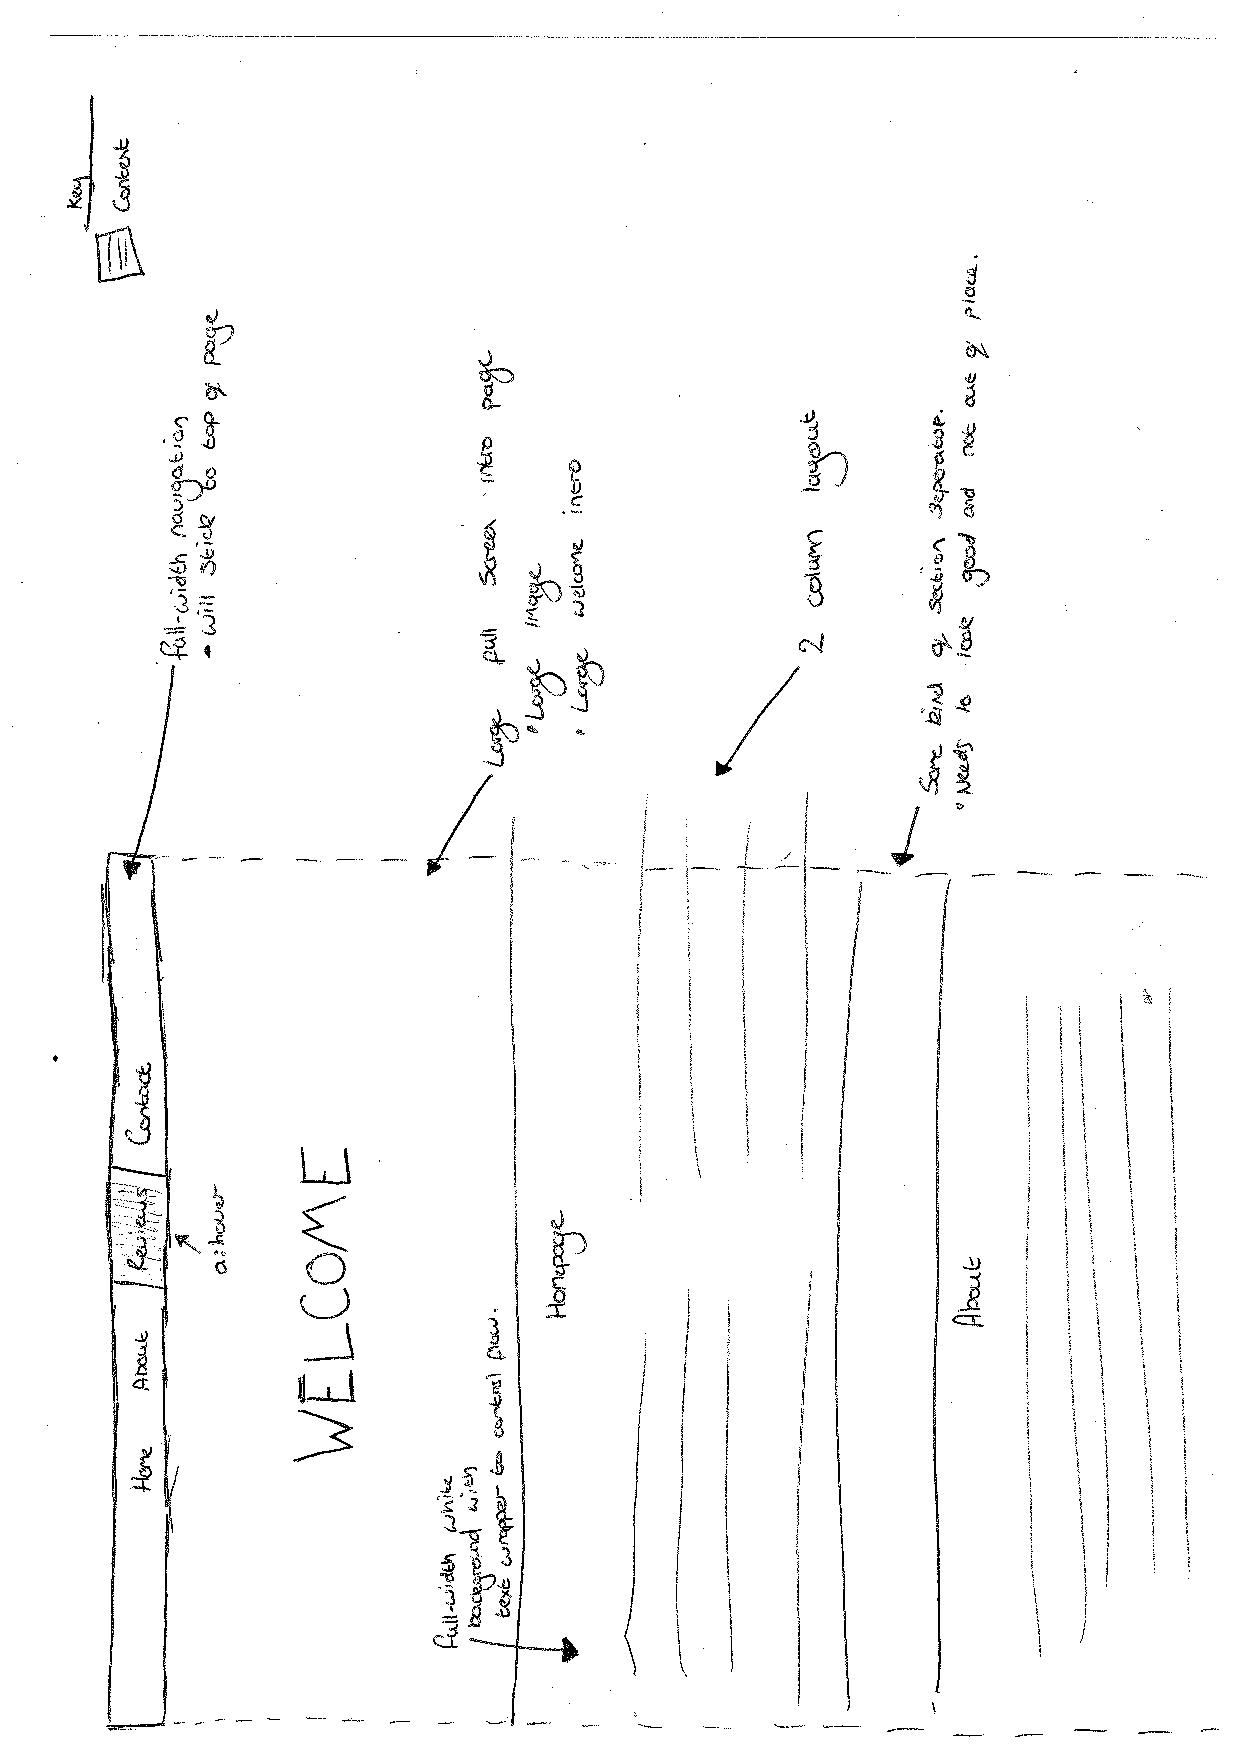 Key
Content
Home About Reviews Contact
full-width navigation
• will stick to top of page
a:hover
WELCOME
full-width white
background with
text wrapper to control flow.
Large full screen intro page
• Large image
• Large welcome intro
Homepage
2 column layout
Some kind of section seperator.
• Needs to look good and not out of place.
About